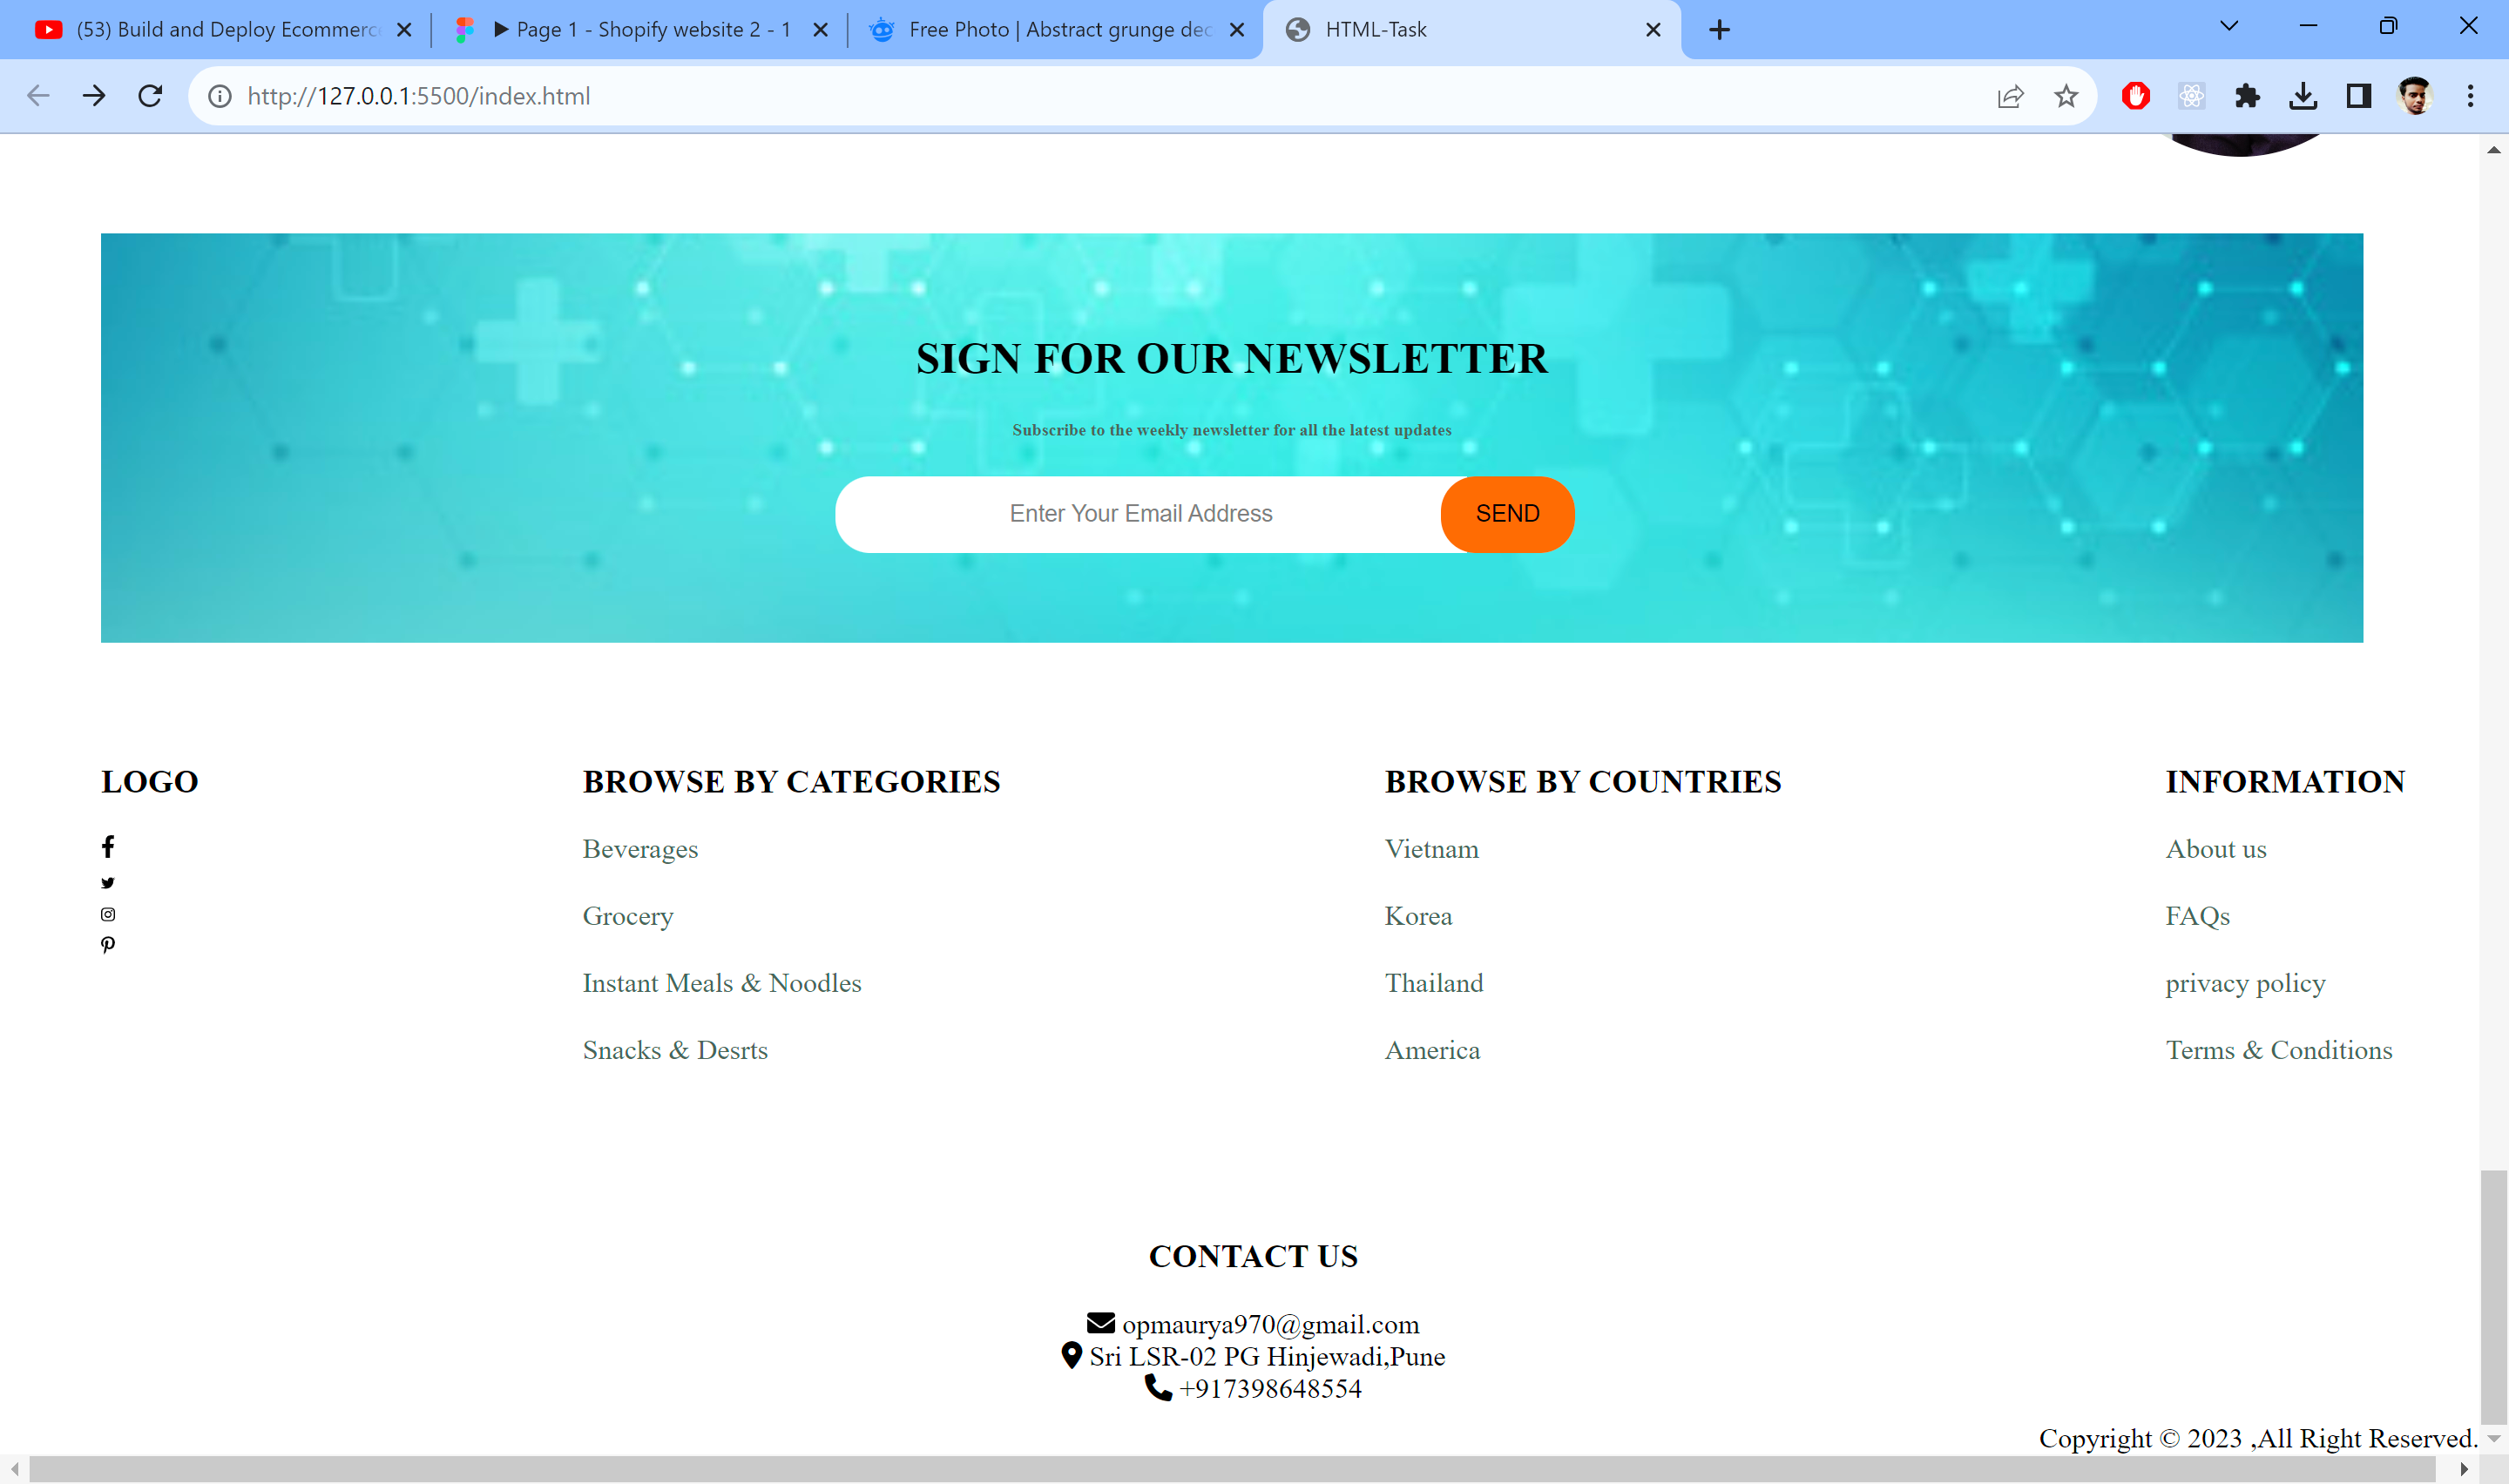 (53) Build and Deploy Ecommerc
▶ Page 1 - Shopify website 2 - 1
Free Photo | Abstract grunge dec
HTML-Task
http://127.0.0.1:5500/index.html
SIGN FOR OUR NEWSLETTER
Subscribe to the weekly newsletter for all the latest updates
Enter Your Email Address
SEND
LOGO
BROWSE BY CATEGORIES
Beverages
Grocery
Instant Meals & Noodles
Snacks & Desrts
BROWSE BY COUNTRIES
Vietnam
Korea
Thailand
America
INFORMATION
About us
FAQs
privacy policy
Terms & Conditions
CONTACT US
opmaurya970@gmail.com
Sri LSR-02 PG Hinjewadi,Pune
+917398648554
Copyright © 2023 ,All Right Reserved.